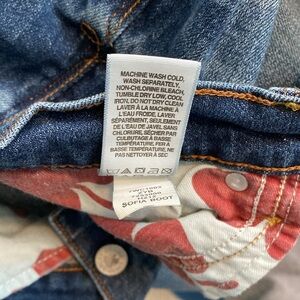 MACHINE WASH COLD,
WASH SEPARATELY,
NON-CHLORINE BLEACH,
TUMBLE DRY LOW, COOL
IRON, DO NOT DRY CLEAN
LAVER À LA MACHINE À
L'EAU FROIDE, LAVER
SÉPARÉMENT, SEULEMENT
DE L'EAU DE JAVEL SANS
CHLORURE, SÉCHER PAR
CULBUTAGE À BASSE
TEMPÉRATURE, FER À
BASSE TEMPÉRATURE, NE
PAS NETTOYER À SEC
SOFIA BOOT